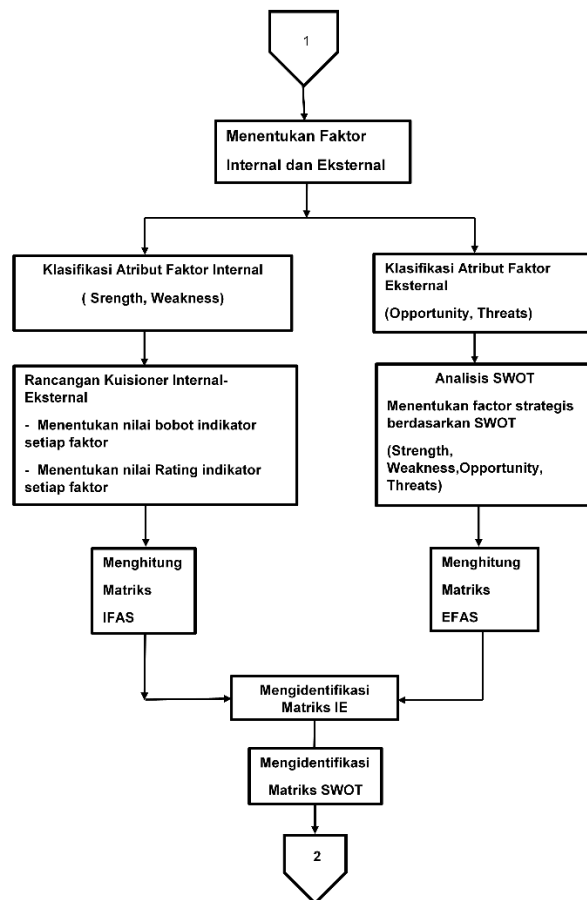 1
Menentukan Faktor
Internal dan Eksternal
Klasifikasi Atribut Faktor Internal
( Srength, Weakness)
Klasifikasi Atribut Faktor
Eksternal
(Opportunity, Threats)
Rancangan Kuisioner Internal-
Eksternal
- Menentukan nilai bobot indikator
setiap faktor
- Menentukan nilai Rating indikator
setiap faktor
Analisis SWOT
Menentukan factor strategis
berdasarkan SWOT
(Strength,
Weakness,Opportunity,
Threats)
Menghitung
Matriks
IFAS
Menghitung
Matriks
EFAS
Mengidentifikasi
Matriks IE
Mengidentifikasi
Matriks SWOT
2